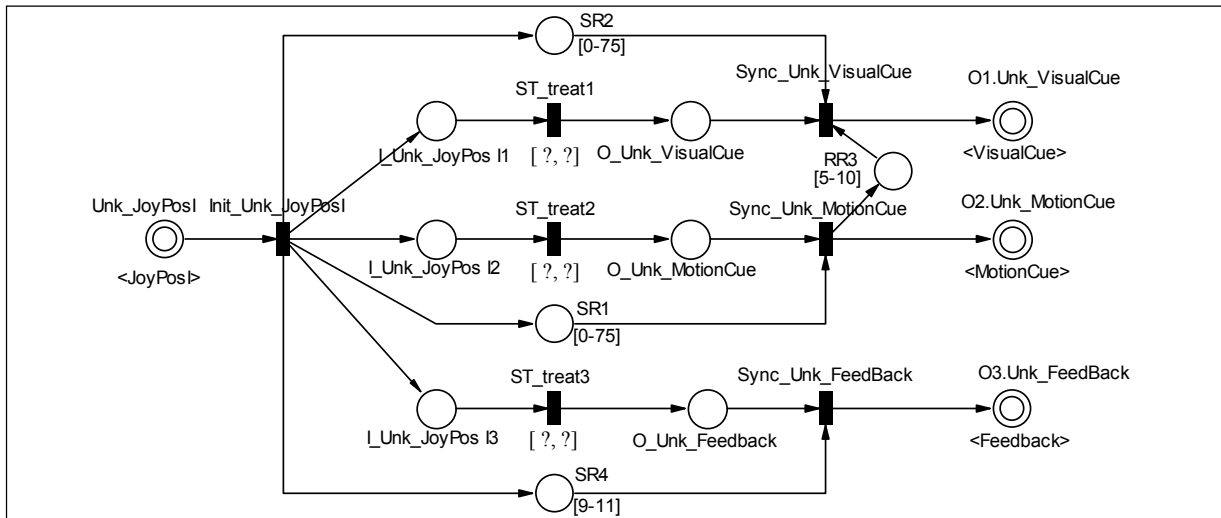 SR2
[0-75]
Sync_Unk_VisualCue
O1.Unk_VisualCue
ST_treat1
I_Unk_JoyPos I1
[ ?, ?]
O_Unk_VisualCue
<VisualCue>
RR3
[5-10]
Unk_JoyPosI
Init_Unk_JoyPosI
ST_treat2
Sync_Unk_MotionCue
O2.Unk_MotionCue
<JoyPosI>
I_Unk_JoyPos I2
[ ?, ?]
O_Unk_MotionCue
<MotionCue>
SR1
[0-75]
ST_treat3
Sync_Unk_FeedBack
O3.Unk_FeedBack
I_Unk_JoyPos I3
[ ?, ?]
O_Unk_Feedback
<Feedback>
SR4
[9-11]